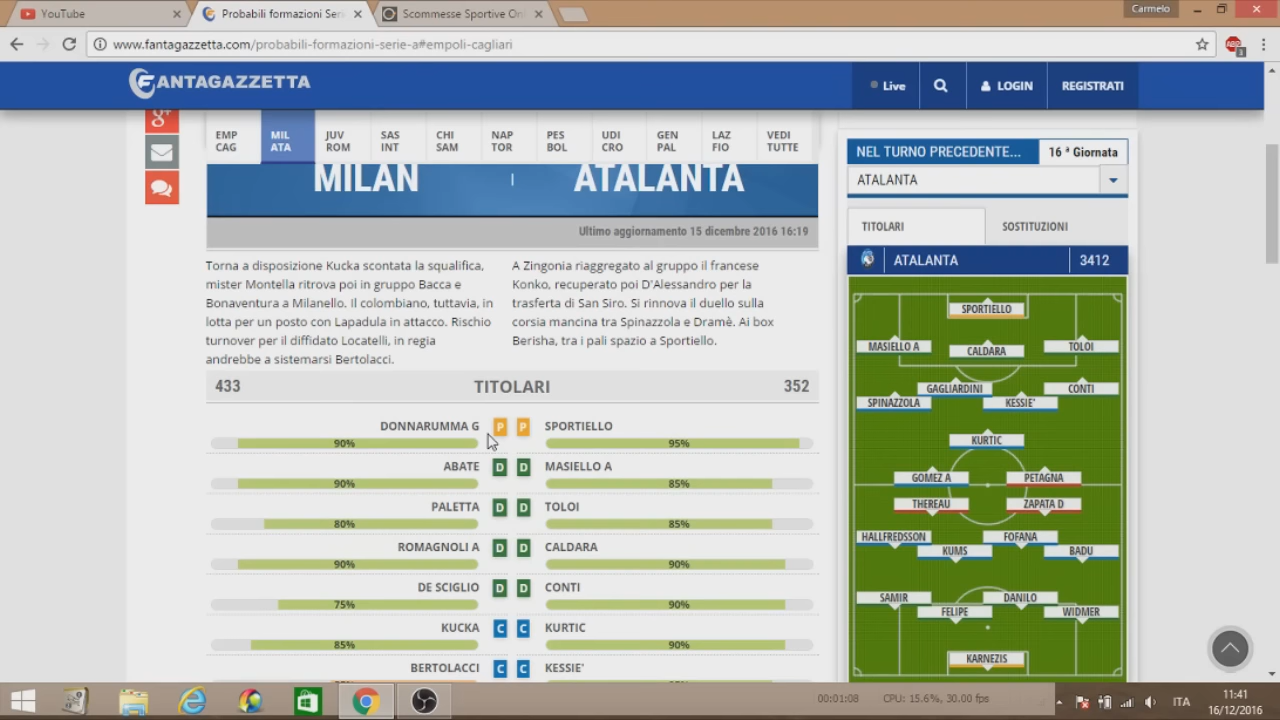 YouTube
Probabili formazioni Seri
Scommesse Sportive Onl
Carmelo
www.fantagazzetta.com/probabili-formazioni-serie-a#empoli-cagliari
ABP
1
FANTAGAZZETTA
Live
LOGIN
REGISTRATI
g+
EMP CAG
MIL ATA
JUV ROM
SAS INT
CHI SAM
NAP TOR
PES BOL
UDI CRO
GEN PAL
LAZ FIO
VEDI TUTTE
MILAN | ATALANTA
Ultimo aggiornamento 15 dicembre 2016 16:19
Torna a disposizione Kucka scontata la squalifica,
mister Montella ritrova poi in gruppo Bacca e
Bonaventura a Milanello. Il colombiano, tuttavia, in
lotta per un posto con Lapadula in attacco. Rischio
turnover per il diffidato Locatelli, in regia
andrebbe a sistemarsi Bertolacci.
A Zingonia riaggregato al gruppo il francese
Konko, recuperato poi D'Alessandro per la
trasferta di San Siro. Si rinnova il duello sulla
corsia mancina tra Spinazzola e Dramè. Ai box
Berisha, tra i pali spazio a Sportiello.
433 TITOLARI 352
DONNARUMMA G P P SPORTIELLO
90% 95%
ABATE D D MASIELLO A
90% 85%
PALETTA D D TOLOI
80% 85%
ROMAGNOLI A D D CALDARA
90% 90%
DE SCIGLIO D D CONTI
75% 90%
KUCKA C C KURTIC
85% 90%
BERTOLACCI C C KESSIE'
NEL TURNO PRECEDENTE... 16ª Giornata
ATALANTA
TITOLARI SOSTITUZIONI
ATALANTA 3412
SPORTIELLO
MASIELLO A CALDARA TOLOI
GAGLIARDINI CONTI
SPINAZZOLA KESSIE'
KURTIC
GOMEZ A PETAGNA
THEREAU ZAPATA D
HALLFREDSSON FOFANA
KUMS BADU
SAMIR DANILO
FELIPE WIDMER
KARNEZIS
00:01:08 CPU: 15.6%, 30.00 fps
ITA
11:41
16/12/2016